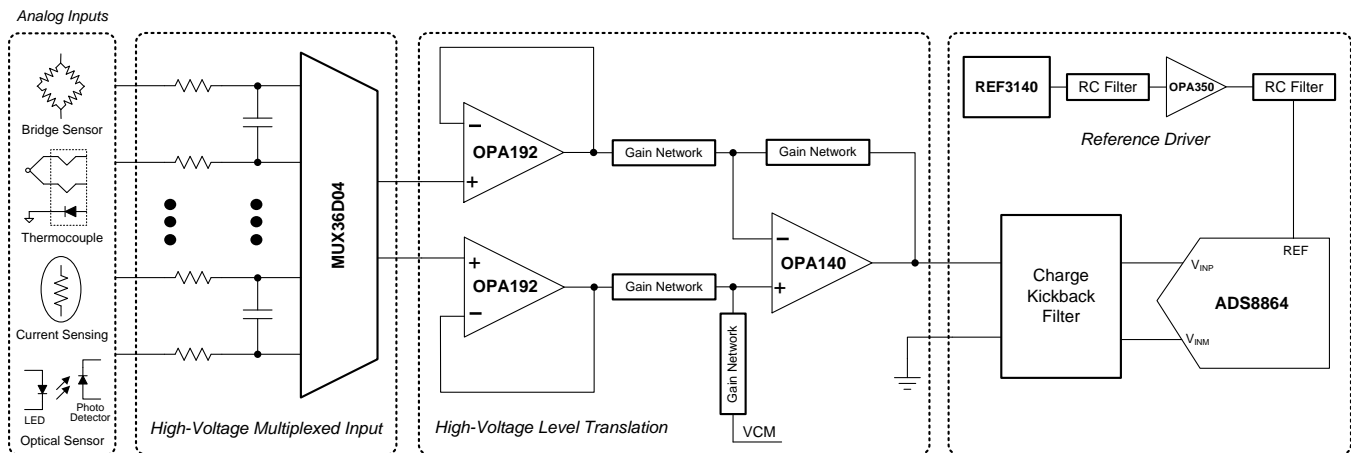 Analog Inputs
Bridge Sensor
Thermocouple
Current Sensing
LED
Photo
Detector
Optical Sensor
MUX36D04
High-Voltage Multiplexed Input
OPA192
OPA192
Gain Network
Gain Network
OPA140
Gain Network
Gain Network
VCM
High-Voltage Level Translation
REF3140
RC Filter
OPA350
RC Filter
Reference Driver
Charge
Kickback
Filter
REF
VINP
ADS8864
VINM